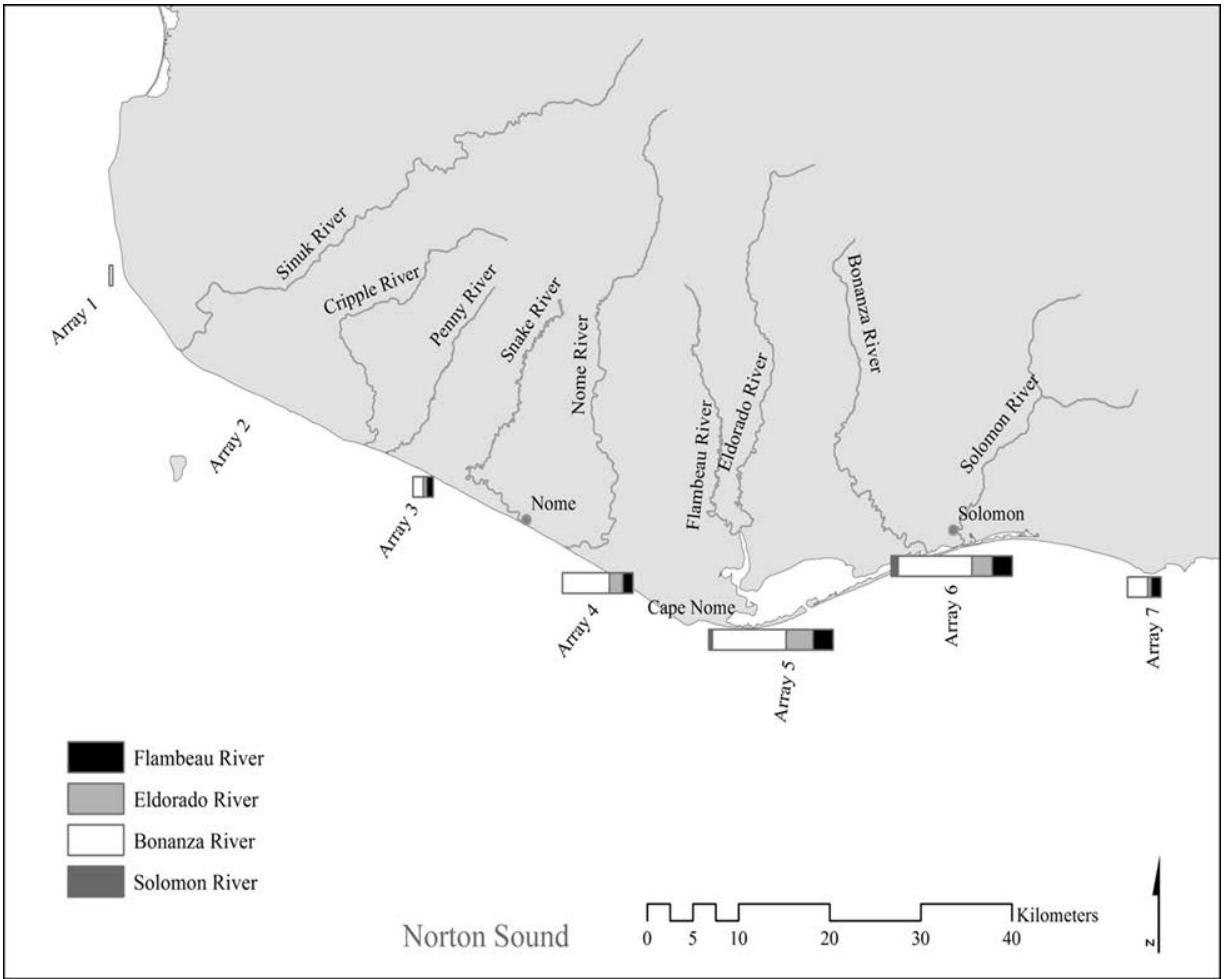 Sinuk River
Cripple River
Penny River
Snake River
Nome River
Flambeau River
Eldorado River
Bonanza River
Solomon River
Array 1
Array 2
Array 3
Nome
Solomon
Array 4
Cape Nome
Array 5
Array 6
Array 7
Flambeau River
Eldorado River
Bonanza River
Solomon River
Norton Sound
Kilometers
0 5 10 20 30 40
N